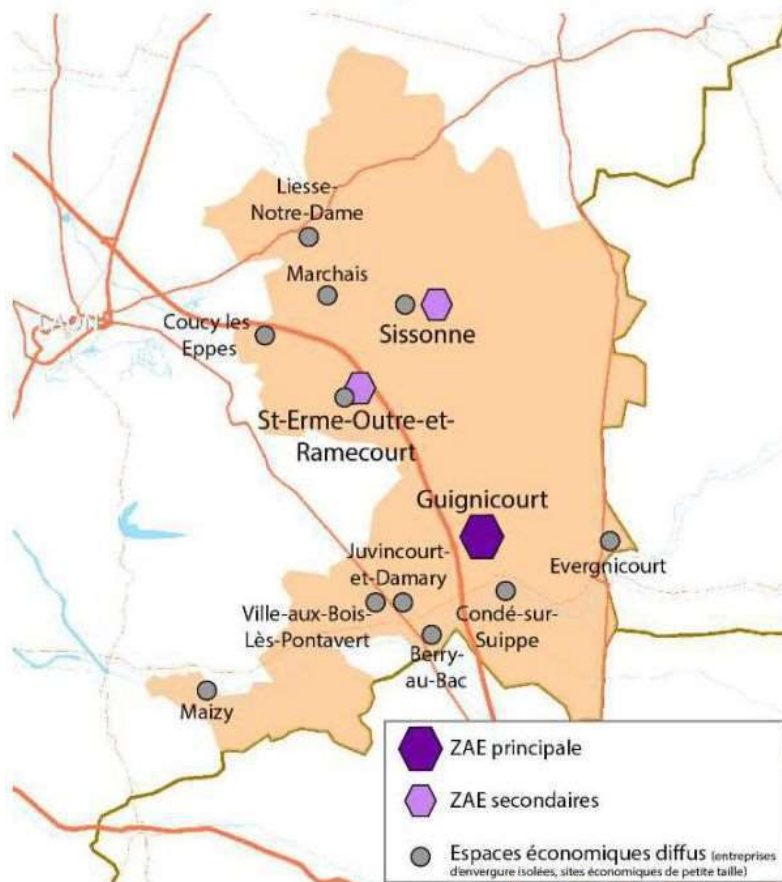 Liesse-
Notre-Dame
Marchais
LAON
Coucy les
Eppes
Sissonne
St-Erme-Outre-et-
Ramecourt
Guignicourt
Juvincourt-
et-Damary
Evergnicourt
Ville-aux-Bois-
Lès-Pontavert
Condé-sur-
Suippe
Berry-
au-Bac
Maizy
ZAE principale
ZAE secondaires
Espaces économiques diffus (entreprises
d'envergure isolées, sites économiques de petite taille)